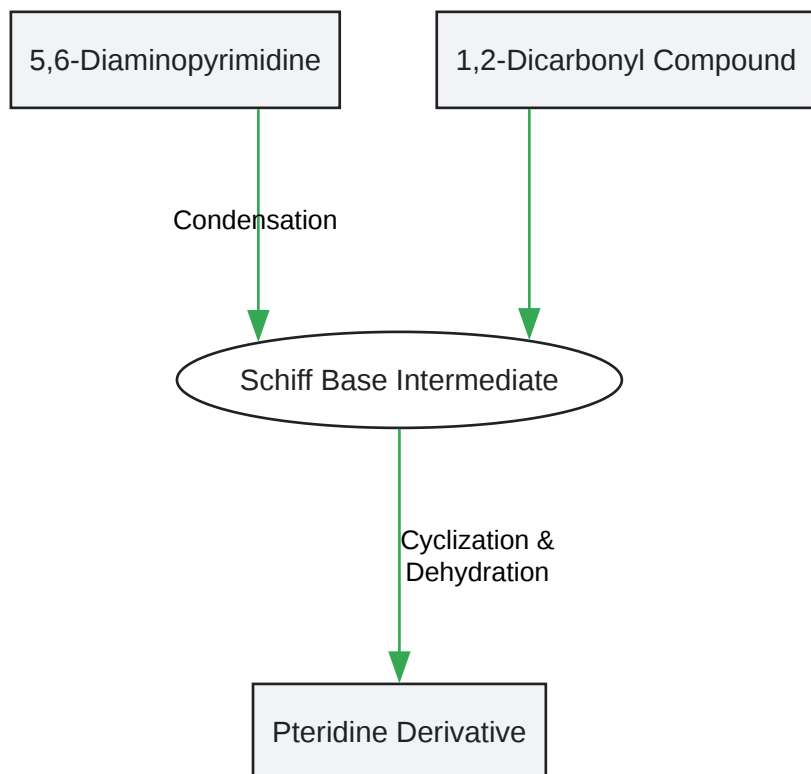 5,6-Diaminopyrimidine
1,2-Dicarbonyl Compound
Condensation
Schiff Base Intermediate
Cyclization &
Dehydration
Pteridine Derivative